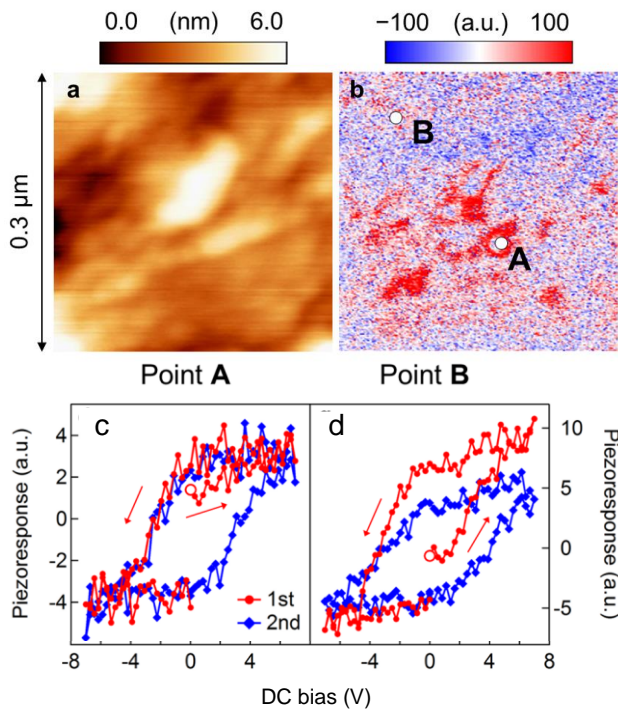 0.0 (nm) 6.0
−100 (a.u.) 100
a
b
B
A
0.3 μm
Point A
Point B
c
d
4
2
0
-2
-4
Piezoresponse (a.u.)
1st
2nd
10
5
0
-5
Piezoresponse (a.u.)
-8 -4 0 4
-4 0 4 8
DC bias (V)